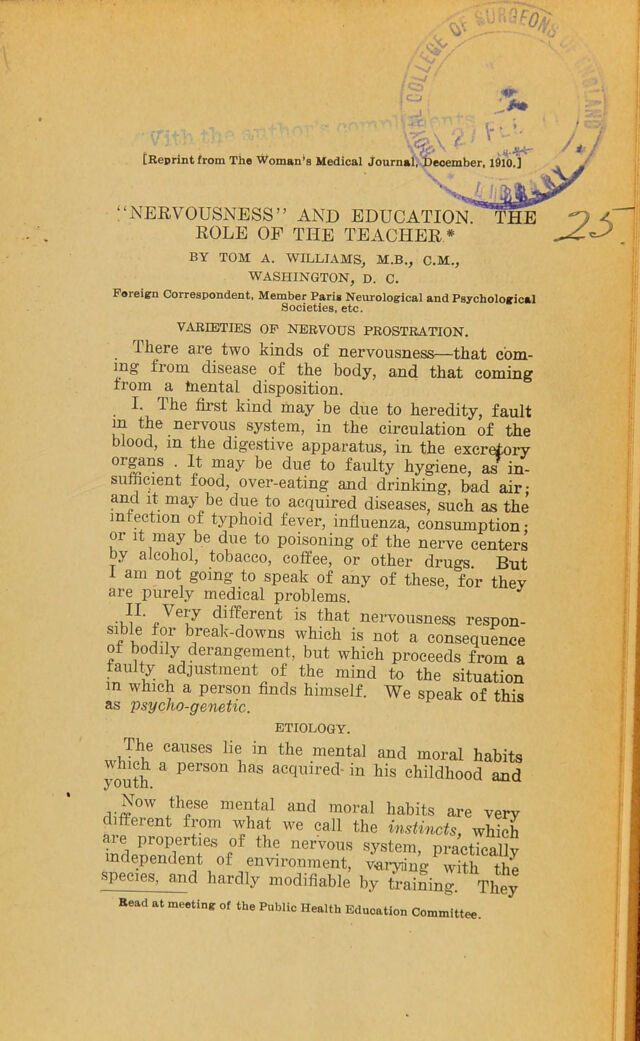 ROYAL COLLEGE OF SURGEONS OF ENGLAND
LIBRARY
With the author's compliments
[Reprint from The Woman's Medical Journal, December, 1910.]
"NERVOUSNESS" AND EDUCATION. THE
ROLE OF THE TEACHER.*
25.
BY TOM A. WILLIAMS, M.B., C.M.,
WASHINGTON, D. C.
Foreign Correspondent, Member Paris Neurological and Psychological
Societies, etc.
VARIETIES OF NERVOUS PROSTRATION.
There are two kinds of nervousness—that com-
ing from disease of the body, and that coming
from a mental disposition.
I. The first kind may be due to heredity, fault
in the nervous system, in the circulation of the
blood, in the digestive apparatus, in the excretory
organs . It may be due to faulty hygiene, as in-
sufficient food, over-eating and drinking, bad air;
and it may be due to acquired diseases, such as the
infection of typhoid fever, influenza, consumption;
or it may be due to poisoning of the nerve centers
by alcohol, tobacco, coffee, or other drugs. But
I am not going to speak of any of these, for they
are purely medical problems.
II. Very different is that nervousness respon-
sible for break-downs which is not a consequence
of bodily derangement, but which proceeds from a
faulty adjustment of the mind to the situation
in which a person finds himself. We speak of this
as psycho-genetic.
ETIOLOGY.
The causes lie in the mental and moral habits
which a person has acquired in his childhood and
youth.
Now these mental and moral habits are very
different from what we call the instincts, which
are properties of the nervous system, practically
independent of environment, varying with the
species, and hardly modifiable by training. They
Read at meeting of the Public Health Education Committee.